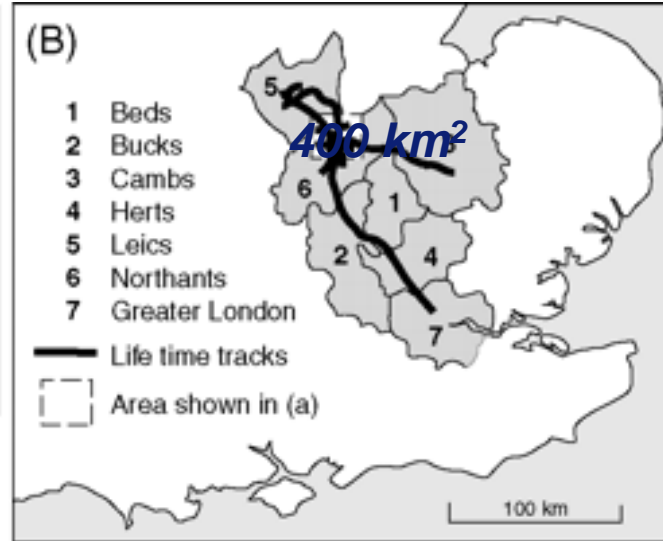 (B)
1 Beds
2 Bucks
3 Cambs
4 Herts
5 Leics
6 Northants
7 Greater London
Life time tracks
Area shown in (a)
5
400 km²
6
1
2
4
7
100 km